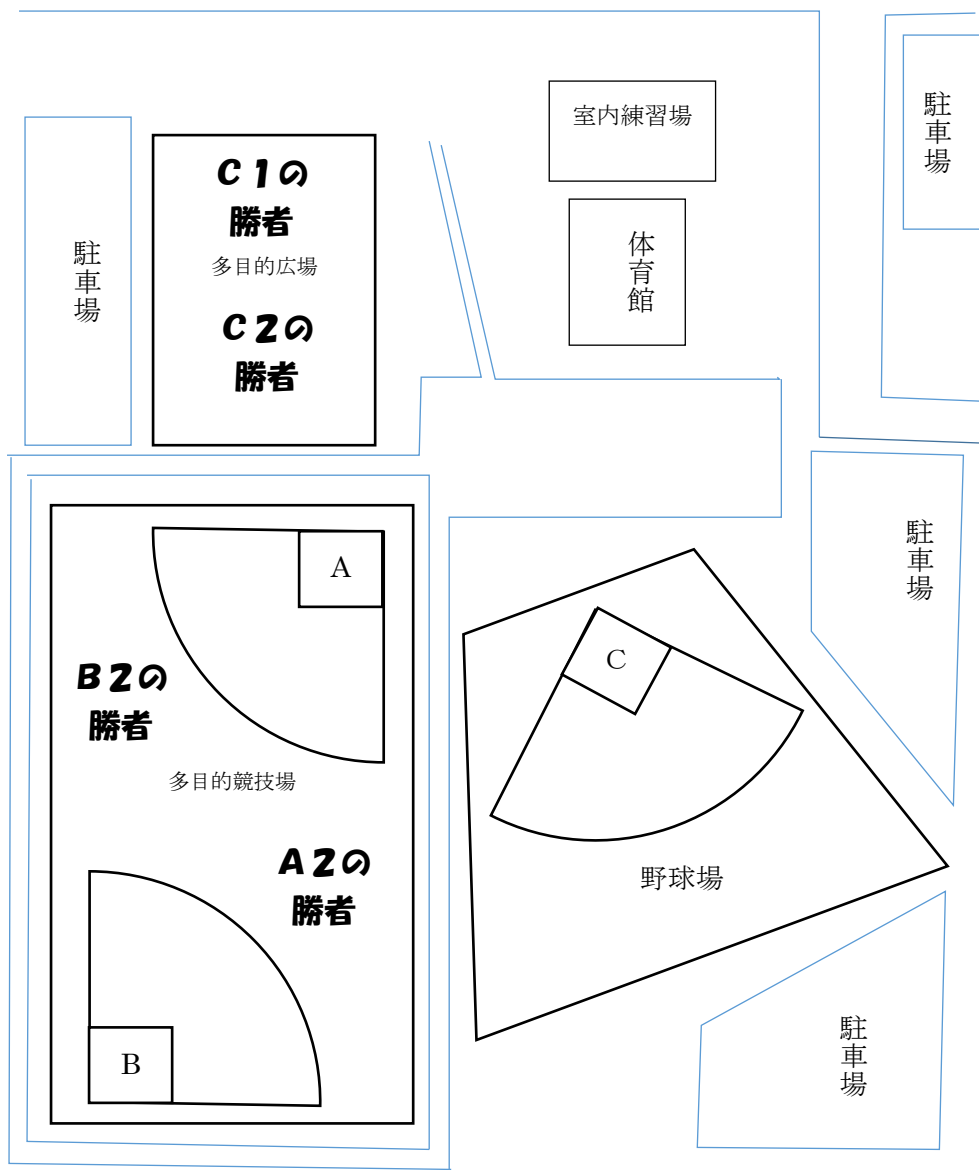 室内練習場
駐車場
C1の
勝者
多目的広場
C2の
勝者
駐車場
体育館
A
B2の
勝者
多目的競技場
A2の
勝者
B
C
野球場
駐車場
駐車場